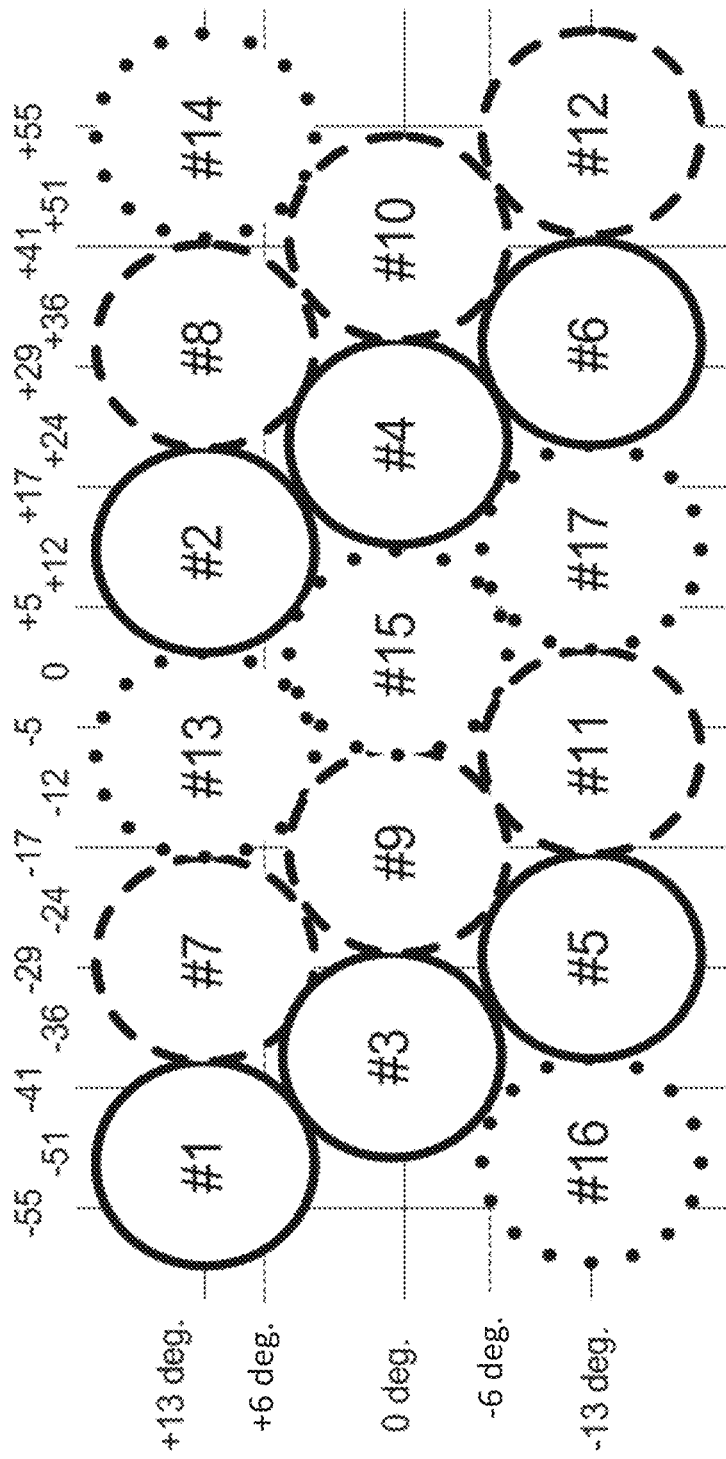 -55 -41 -29 -17 -5 +5 +17 +29 +41 +55
-51 -36 -24 -12 0 +12 +24 +36 +51
+13 deg.
#1 #7 #13 #2 #8 #14
+6 deg.
0 deg.
#3 #9 #15 #4 #10
-6 deg.
-13 deg.
#16 #5 #11 #17 #6 #12